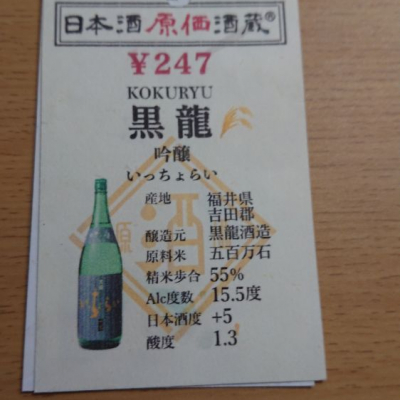 日本酒原価酒蔵®
￥247
KOKURYU
黒龍
吟醸
いっちょらい
産地 福井県
吉田郡
醸造元 黒龍酒造
原料米 五百万石
精米歩合 55%
Alc度数 15.5度
日本酒度 +5
酸度 1.3